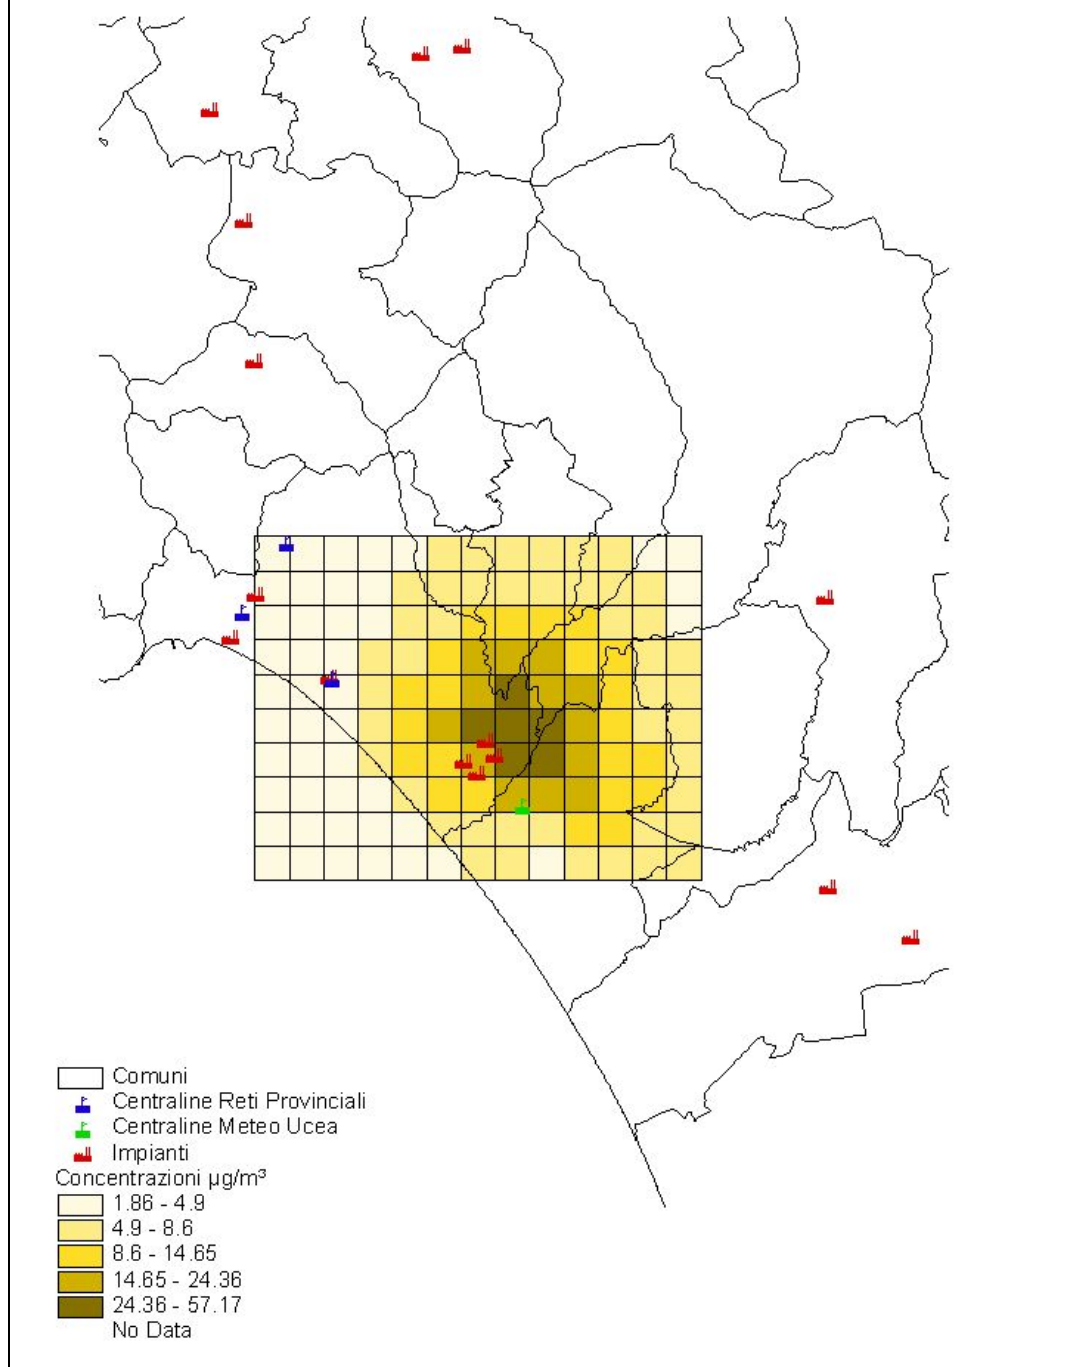 Comuni
Centraline Reti Provinciali
Centraline Meteo Ucea
Impianti
Concentrazioni µg/m³
1.86 - 4.9
4.9 - 8.6
8.6 - 14.65
14.65 - 24.36
24.36 - 57.17
No Data